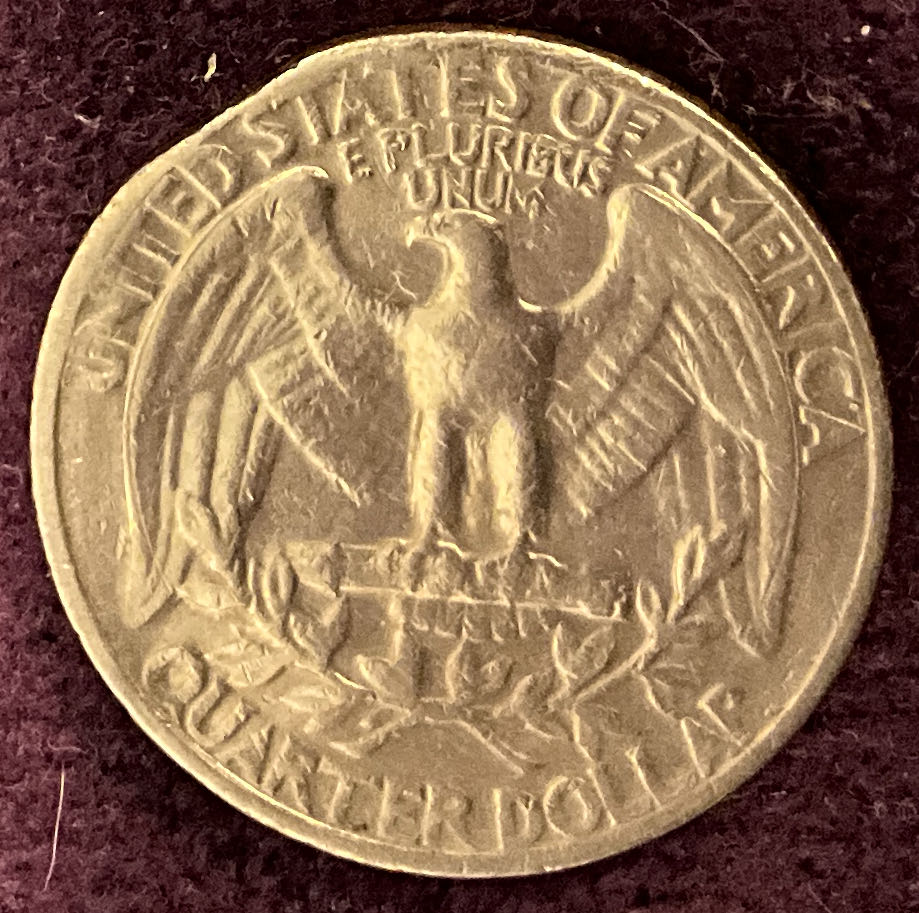 UNITED STATES OF AMERICA
E PLURIBUS
UNUM
QUARTER DOLLAR